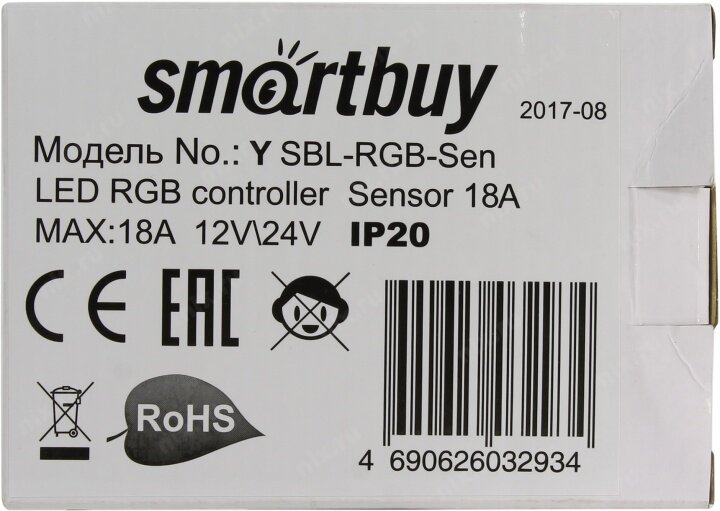 smartbuy
2017-08
Модель No.: Y SBL-RGB-Sen
LED RGB controller Sensor 18A
MAX:18A 12V\24V IP20
CE EAC
RoHS
4 690626032934